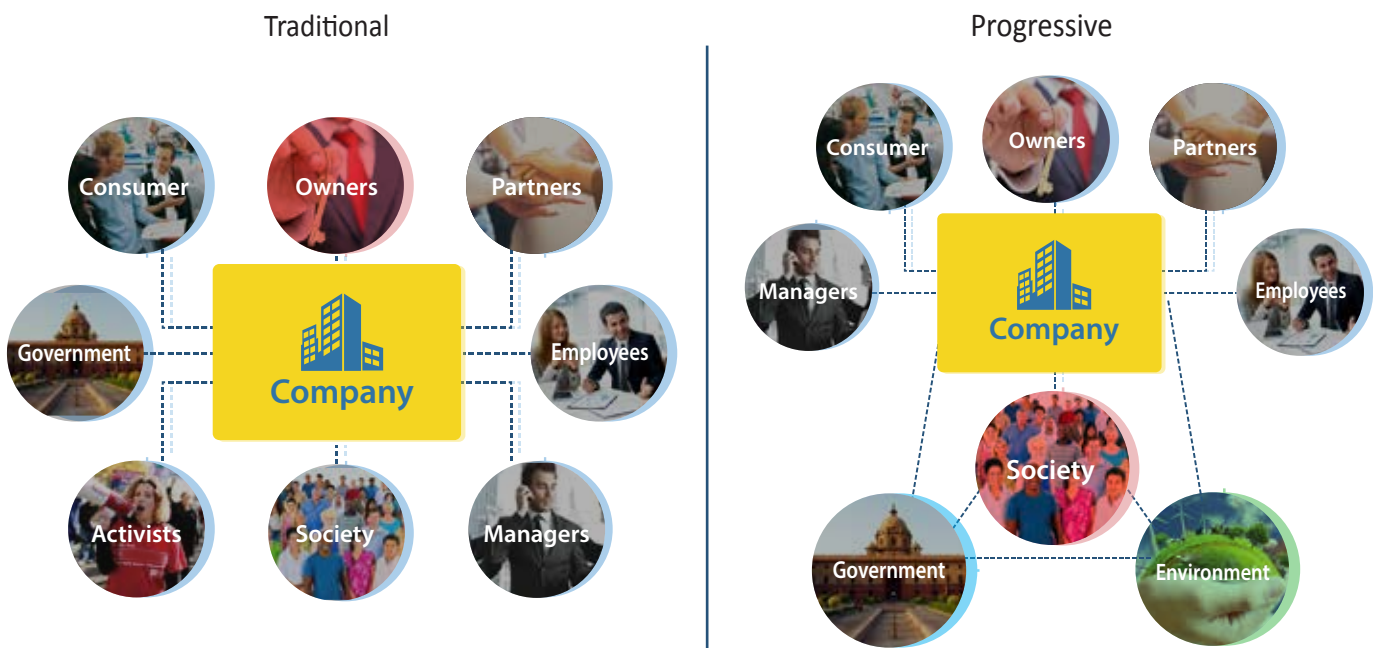 Traditional
Consumer
Owners
Partners
Government
Company
Employees
Activists
Society
Managers
Progressive
Consumer
Owners
Partners
Managers
Company
Employees
Society
Government
Environment